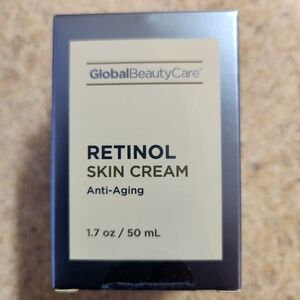 GlobalBeautyCare®
RETINOL
SKIN CREAM
Anti-Aging
1.7 oz / 50 mL